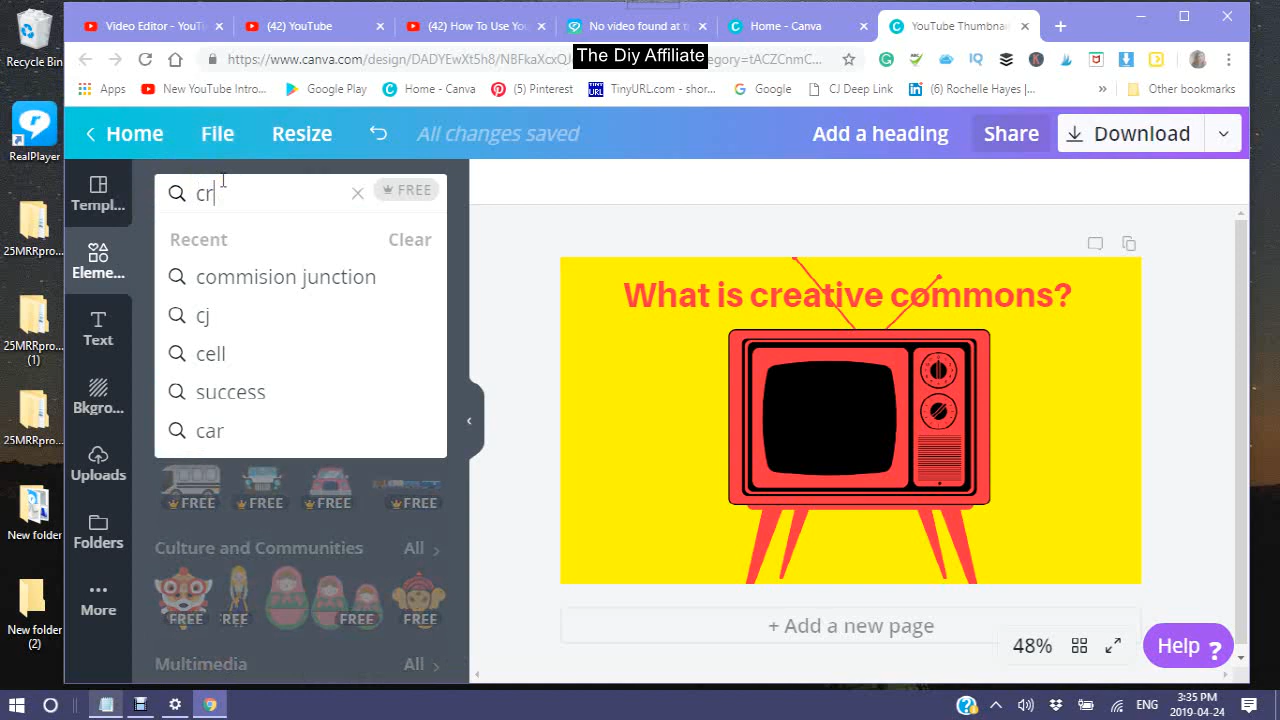 Recycle Bin
RealPlayer
25MRRpro...
25MRRpro...
(1)
25MRRpro...
New folder
New folder
(2)
Video Editor - YouTu
(42) YouTube
(42) How To Use You
No video found at t
Home - Canva
YouTube Thumbna
https://www.canva.com/design/DADYEwXt5h8/NBFkaXcxQJ
The Diy Affiliate
egory=tACZCnmC...
Apps
New YouTube Intro...
Google Play
Home - Canva
(5) Pinterest
TinyURL.com - shor...
Google
CJ Deep Link
(6) Rochelle Hayes |...
»
Other bookmarks
Home
File
Resize
All changes saved
Add a heading
Share
Download
Templ...
Eleme...
Text
Bkgro...
Uploads
Folders
More
cr
FREE
Recent
Clear
commision junction
cj
cell
success
car
FREE
FREE
FREE
FREE
Culture and Communities
All
FREE
REE
FREE
FREE
Multimedia
All
What is creative commons?
+ Add a new page
48%
Help ?
ENG
3:35 PM
2019-04-24